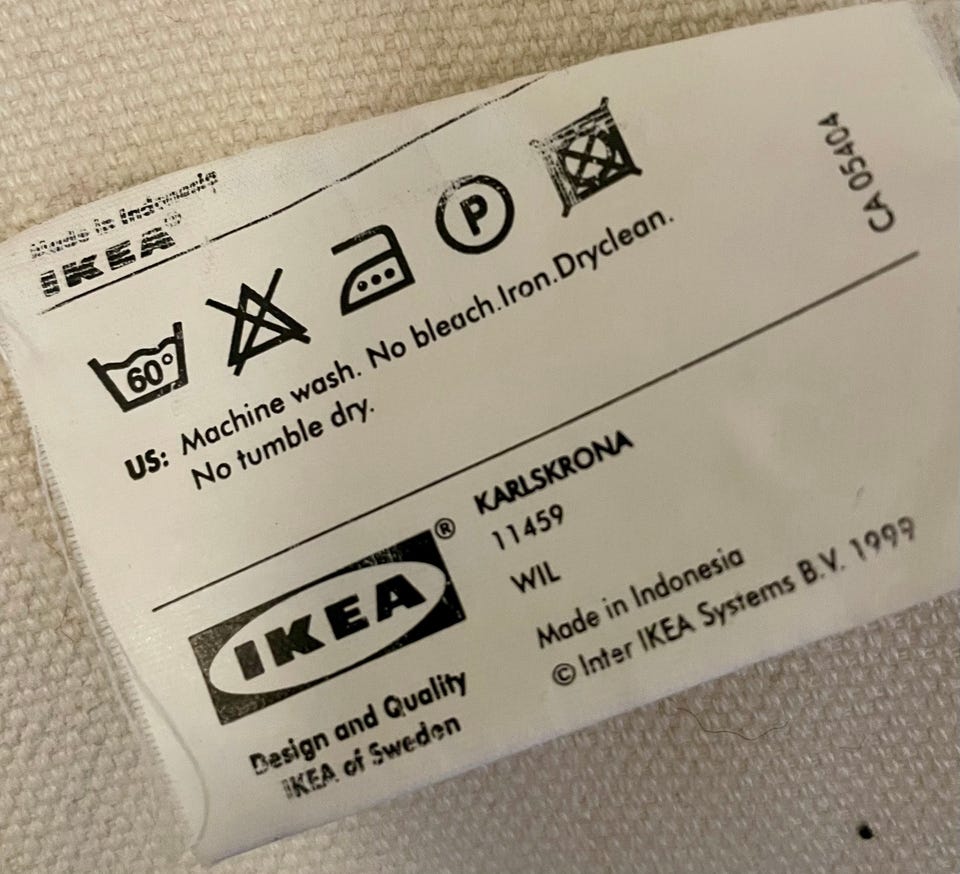 Made in Indonesia
IKEA®
60°
P
CA 05404
US: Machine wash. No bleach.Iron.Dryclean.
No tumble dry.
IKEA®
Design and Quality
IKEA of Sweden
KARLSKRONA
11459
WIL
Made in Indonesia
© Inter IKEA Systems B.V. 1999